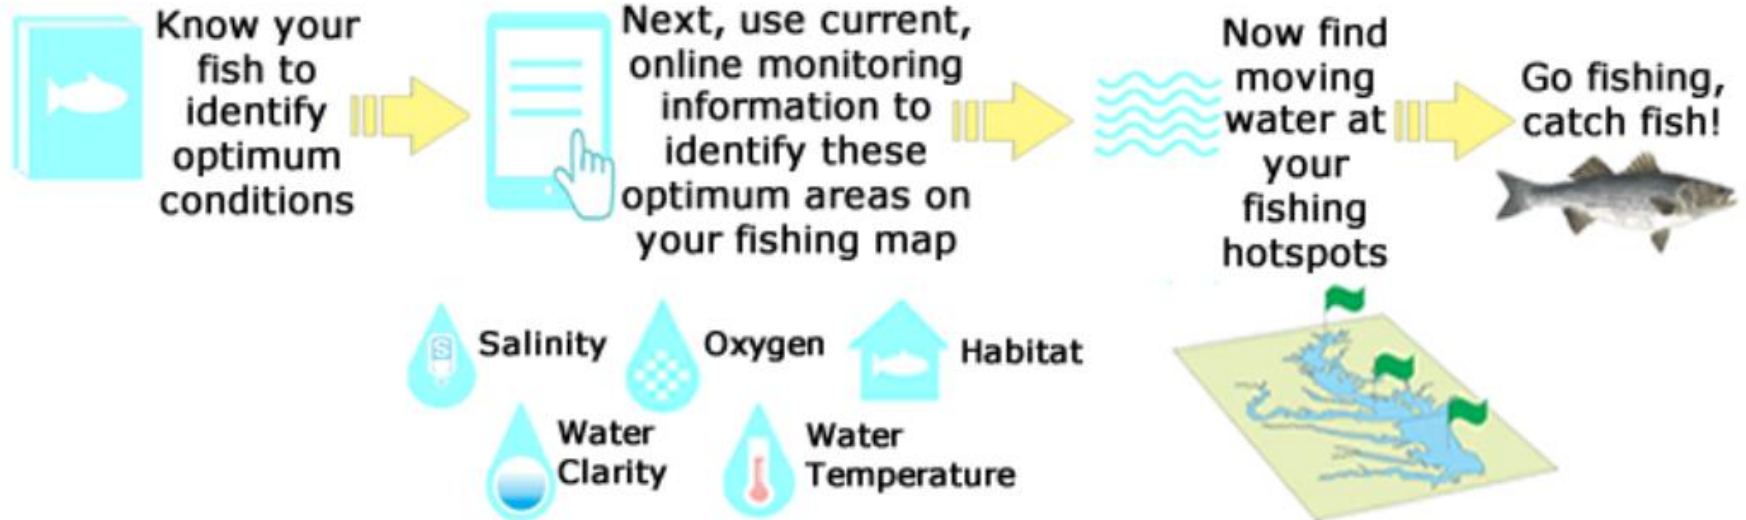 Know your
fish to
identify
optimum
conditions
Next, use current,
online monitoring
information to
identify these
optimum areas on
your fishing map
Now find
moving
water at
your
fishing
hotspots
Go fishing,
catch fish!
S
Salinity
Oxygen
Habitat
Water
Clarity
Water
Temperature